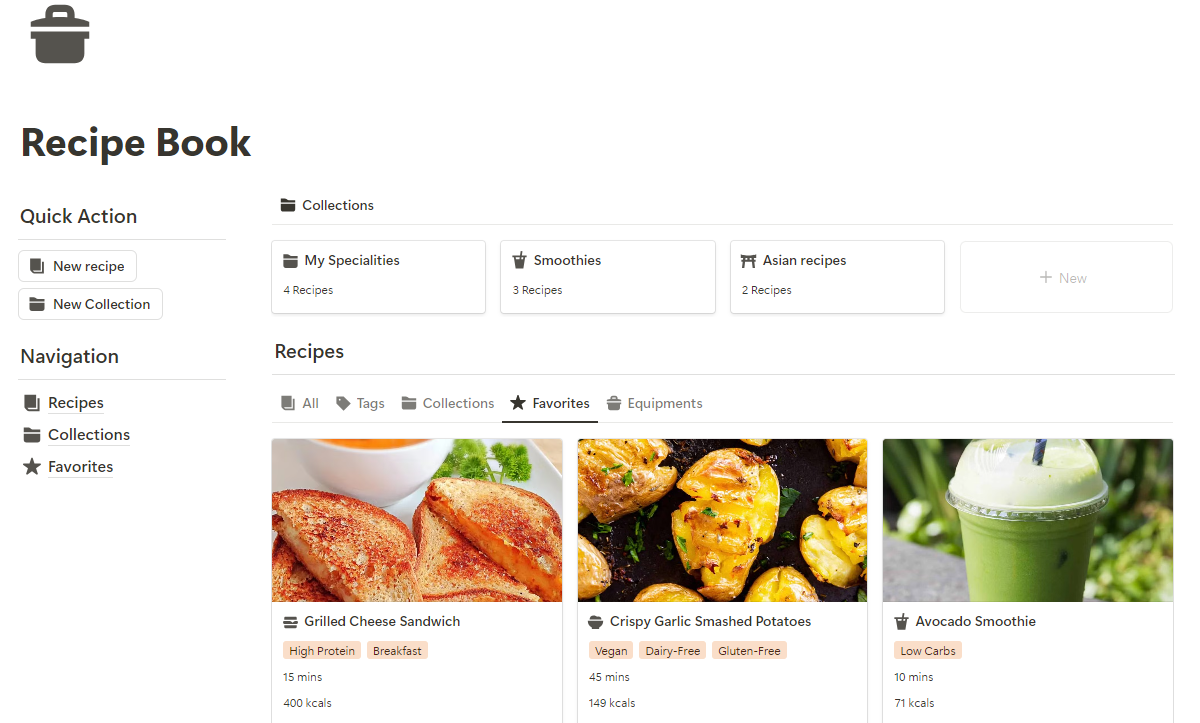 Recipe Book
Quick Action
New recipe
New Collection
Navigation
Recipes
Collections
Favorites
Collections
My Specialities
4 Recipes
Smoothies
3 Recipes
Asian recipes
2 Recipes
New
Recipes
All Tags Collections Favorites Equipments
Grilled Cheese Sandwich
High Protein Breakfast
15 mins
400 kcals
Crispy Garlic Smashed Potatoes
Vegan Dairy-Free Gluten-Free
45 mins
149 kcals
Avocado Smoothie
Low Carbs
10 mins
71 kcals